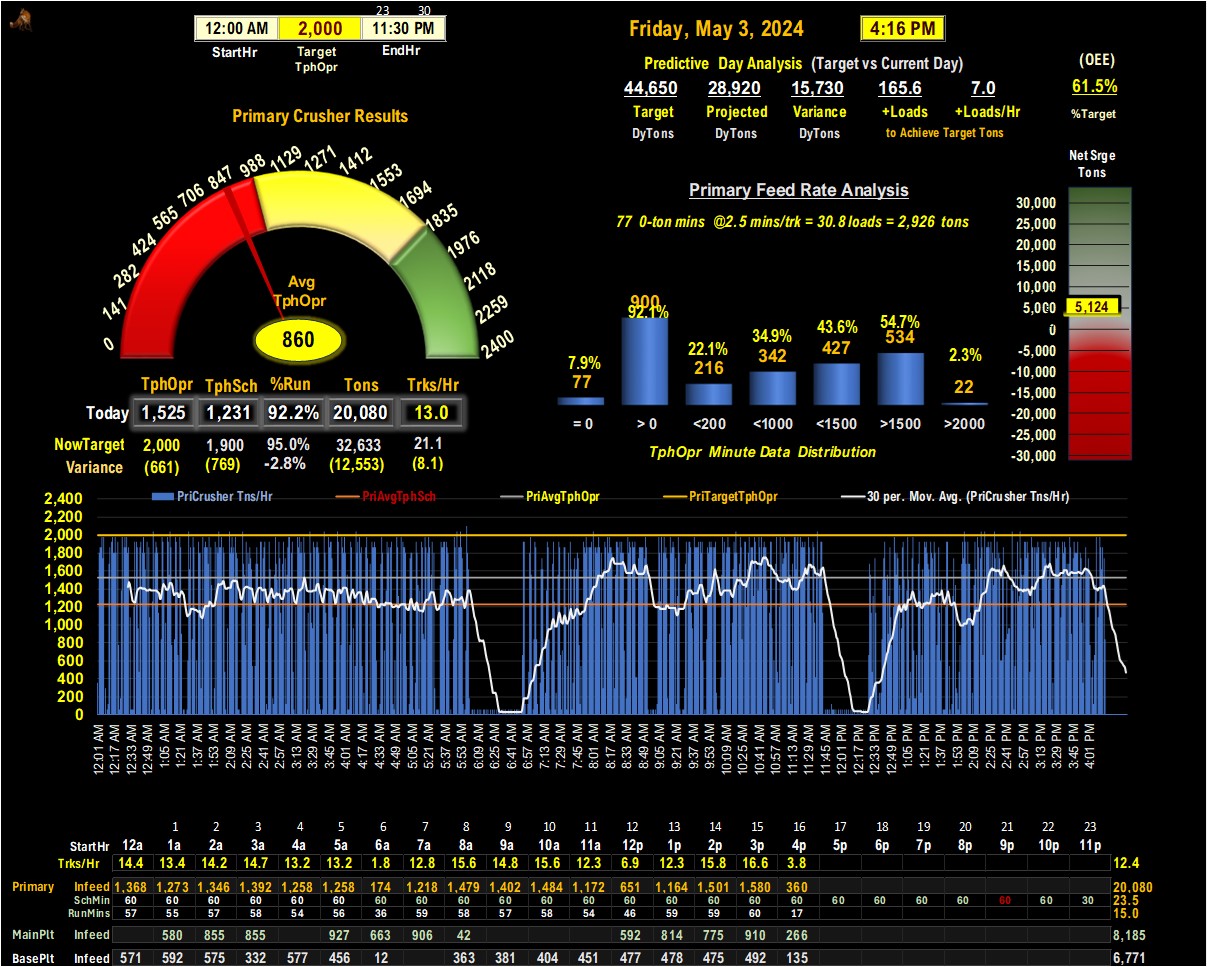 23 30
12:00 AM 2,000 11:30 PM
StartHr Target TphOpr EndHr
Friday, May 3, 2024 4:16 PM
Predictive Day Analysis (Target vs Current Day)
44,650 28,920 15,730 165.6 7.0
Target Projected Variance +Loads +Loads/Hr
DyTons DyTons DyTons to Achieve Target Tons
(OEE)
61.5%
%Target
Primary Crusher Results
0 141 282 424 565 706 847 988 1129 1271 1412 1553 1694 1835 1976 2118 2259 2400
Avg
TphOpr
860
TphOpr TphSch %Run Tons Trks/Hr
Today 1,525 1,231 92.2% 20,080 13.0
NowTarget 2,000 1,900 95.0% 32,633 21.1
Variance (661) (769) -2.8% (12,553) (8.1)
Primary Feed Rate Analysis
77 0-ton mins @2.5 mins/trk = 30.8 loads = 2,926 tons
7.9% 92.1% 22.1% 34.9% 43.6% 54.7% 2.3%
77 900 216 342 427 534 22
= 0 > 0 <200 <1000 <1500 >1500 >2000
TphOpr Minute Data Distribution
Net Srge
Tons
30,000
25,000
20,000
15,000
10,000
5,000
5,124
0
-5,000
-10,000
-15,000
-20,000
-25,000
-30,000
PriCrusher Tns/Hr PriAvgTphSch PriAvgTphOpr PriTargetTphOpr 30 per. Mov. Avg. (PriCrusher Tns/Hr)
2,400
2,200
2,000
1,800
1,600
1,400
1,200
1,000
800
600
400
200
0
12:01 AM 12:17 AM 12:33 AM 12:49 AM 1:05 AM 1:21 AM 1:37 AM 1:53 AM 2:09 AM 2:25 AM 2:41 AM 2:57 AM 3:13 AM 3:29 AM 3:45 AM 4:01 AM 4:17 AM 4:33 AM 4:49 AM 5:05 AM 5:21 AM 5:37 AM 5:53 AM 6:09 AM 6:25 AM 6:41 AM 6:57 AM 7:13 AM 7:29 AM 7:45 AM 8:01 AM 8:17 AM 8:33 AM 8:49 AM 9:05 AM 9:21 AM 9:37 AM 9:53 AM 10:09 AM 10:25 AM 10:41 AM 10:57 AM 11:13 AM 11:29 AM 11:45 AM 12:01 PM 12:17 PM 12:33 PM 12:49 PM 1:05 PM 1:21 PM 1:37 PM 1:53 PM 2:09 PM 2:25 PM 2:41 PM 2:57 PM 3:13 PM 3:29 PM 3:45 PM 4:01 PM
1 2 3 4 5 6 7 8 9 10 11 12 13 14 15 16 17 18 19 20 21 22 23
StartHr 12a 1a 2a 3a 4a 5a 6a 7a 8a 9a 10a 11a 12p 1p 2p 3p 4p 5p 6p 7p 8p 9p 10p 11p
Trks/Hr 14.4 13.4 14.2 14.7 13.2 13.2 1.8 12.8 15.6 14.8 15.6 12.3 6.9 12.3 15.8 16.6 3.8 12.4
Primary Infeed 1,368 1,273 1,346 1,392 1,258 1,258 174 1,218 1,479 1,402 1,484 1,172 651 1,164 1,501 1,580 360 20,080
SchMin 60 60 60 60 60 60 60 60 60 60 60 60 60 60 60 60 60 60 60 60 60 60 60 30 23.5
RunMins 57 55 57 58 54 56 36 59 58 57 58 54 46 59 59 60 17 15.0
MainPlt Infeed 580 855 855 927 663 906 42 592 814 775 910 266 8,185
BasePlt Infeed 571 592 575 332 577 456 12 363 381 404 451 477 478 475 492 135 6,771